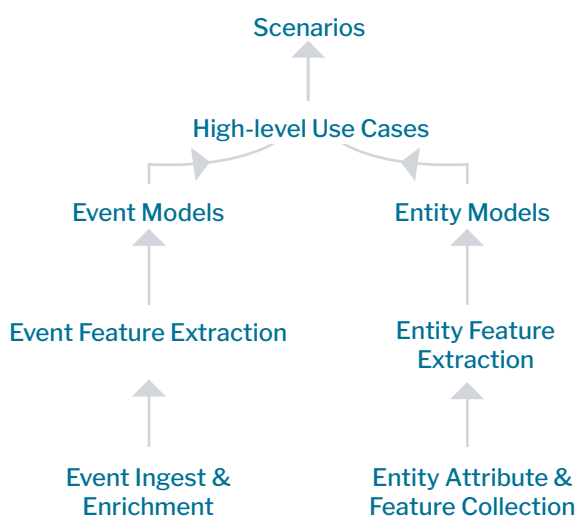 Scenarios
High-level Use Cases
Event Models
Entity Models
Event Feature Extraction
Entity Feature
Extraction
Event Ingest &
Enrichment
Entity Attribute &
Feature Collection